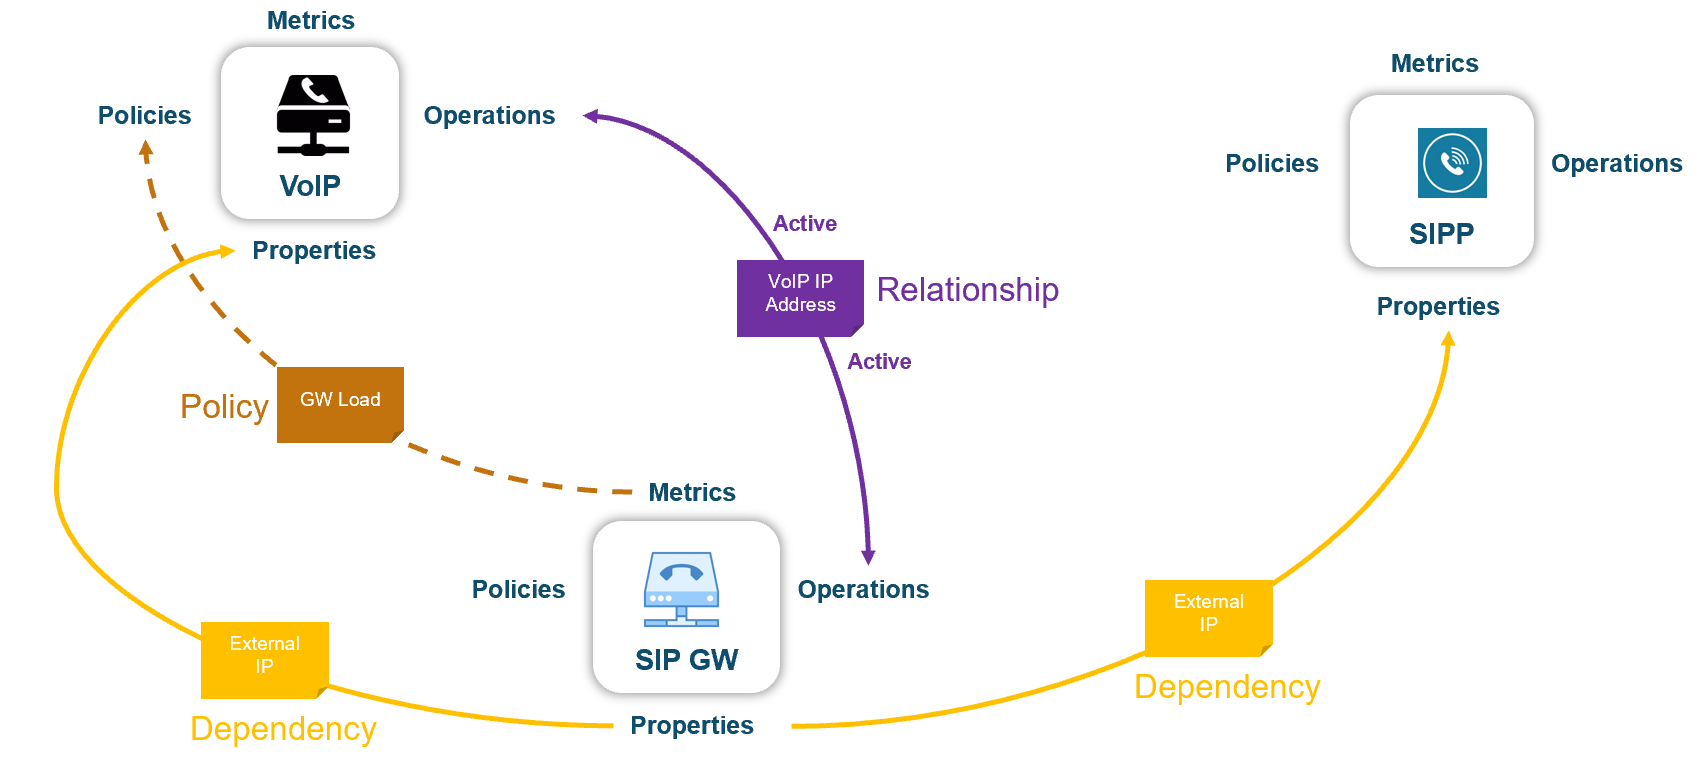 Metrics
Policies
VoIP
Operations
Properties
Metrics
Policies
SIPP
Operations
Properties
Active
VoIP IP
Address
Relationship
Active
Policy
GW Load
Metrics
Policies
SIP GW
Operations
Properties
External
IP
Dependency
External
IP
Dependency